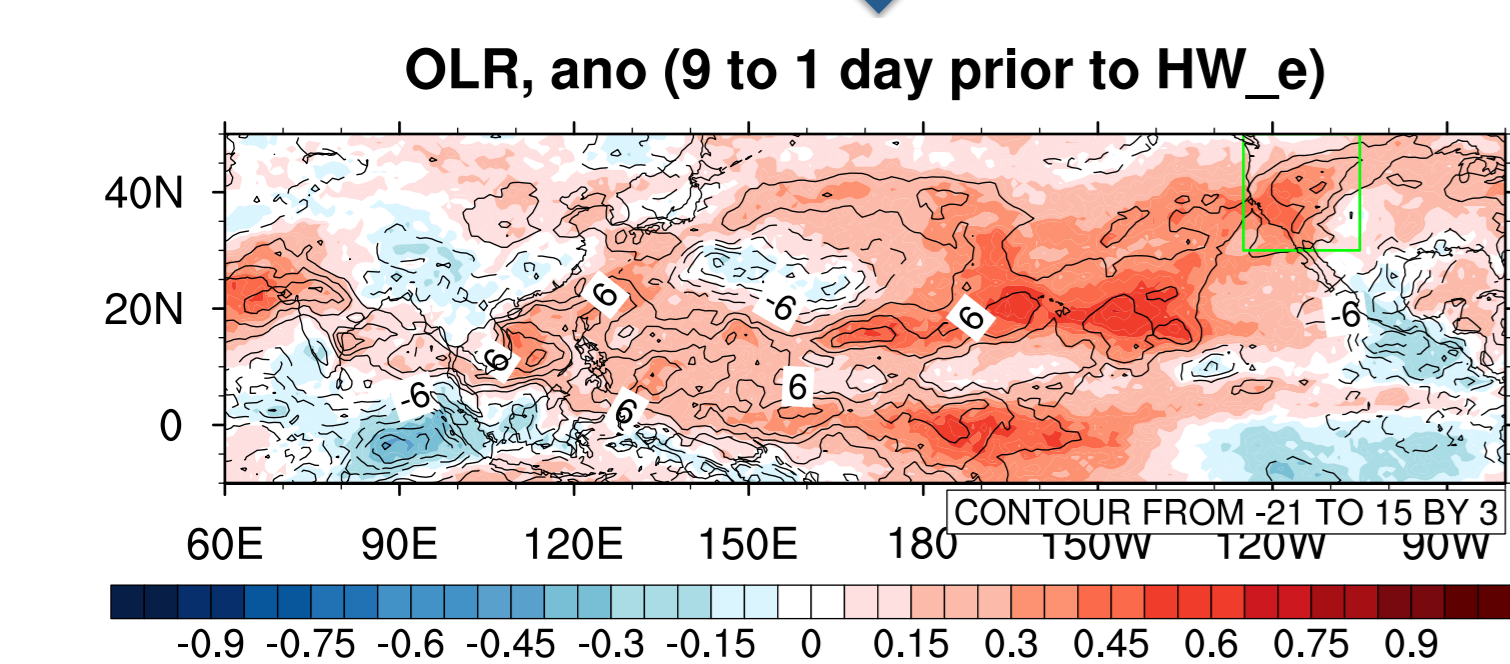 OLR, ano (9 to 1 day prior to HW_e)
40N
20N
0
6
-6
6
-6
6
-6
6
6
60E 90E 120E 150E 180 150W 120W 90W
CONTOUR FROM -21 TO 15 BY 3
-0.9 -0.75 -0.6 -0.45 -0.3 -0.15 0 0.15 0.3 0.45 0.6 0.75 0.9